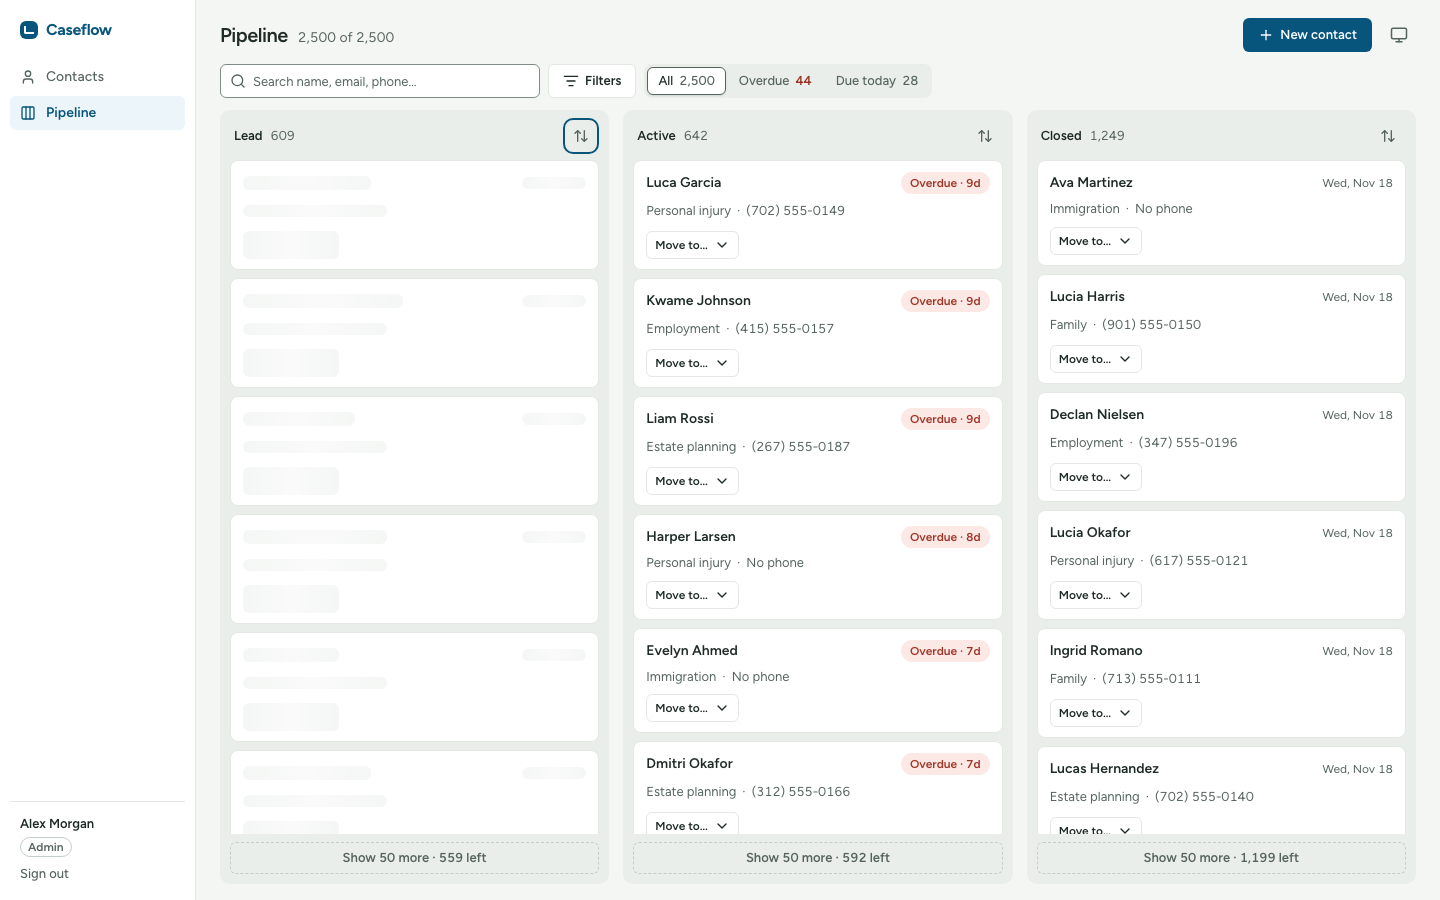 Caseflow
Contacts
Pipeline
Alex Morgan
Admin
Sign out
Pipeline 2,500 of 2,500
New contact
Search name, email, phone...
Filters
All 2,500
Overdue 44
Due today 28
Lead 609
Show 50 more · 559 left
Active 642
Luca Garcia
Overdue · 9d
Personal injury · (702) 555-0149
Move to...
Kwame Johnson
Overdue · 9d
Employment · (415) 555-0157
Move to...
Liam Rossi
Overdue · 9d
Estate planning · (267) 555-0187
Move to...
Harper Larsen
Overdue · 8d
Personal injury · No phone
Move to...
Evelyn Ahmed
Overdue · 7d
Immigration · No phone
Move to...
Dmitri Okafor
Overdue · 7d
Estate planning · (312) 555-0166
Move to...
Show 50 more · 592 left
Closed 1,249
Ava Martinez
Wed, Nov 18
Immigration · No phone
Move to...
Lucia Harris
Wed, Nov 18
Family · (901) 555-0150
Move to...
Declan Nielsen
Wed, Nov 18
Employment · (347) 555-0196
Move to...
Lucia Okafor
Wed, Nov 18
Personal injury · (617) 555-0121
Move to...
Ingrid Romano
Wed, Nov 18
Family · (713) 555-0111
Move to...
Lucas Hernandez
Wed, Nov 18
Estate planning · (702) 555-0140
Move to...
Show 50 more · 1,199 left